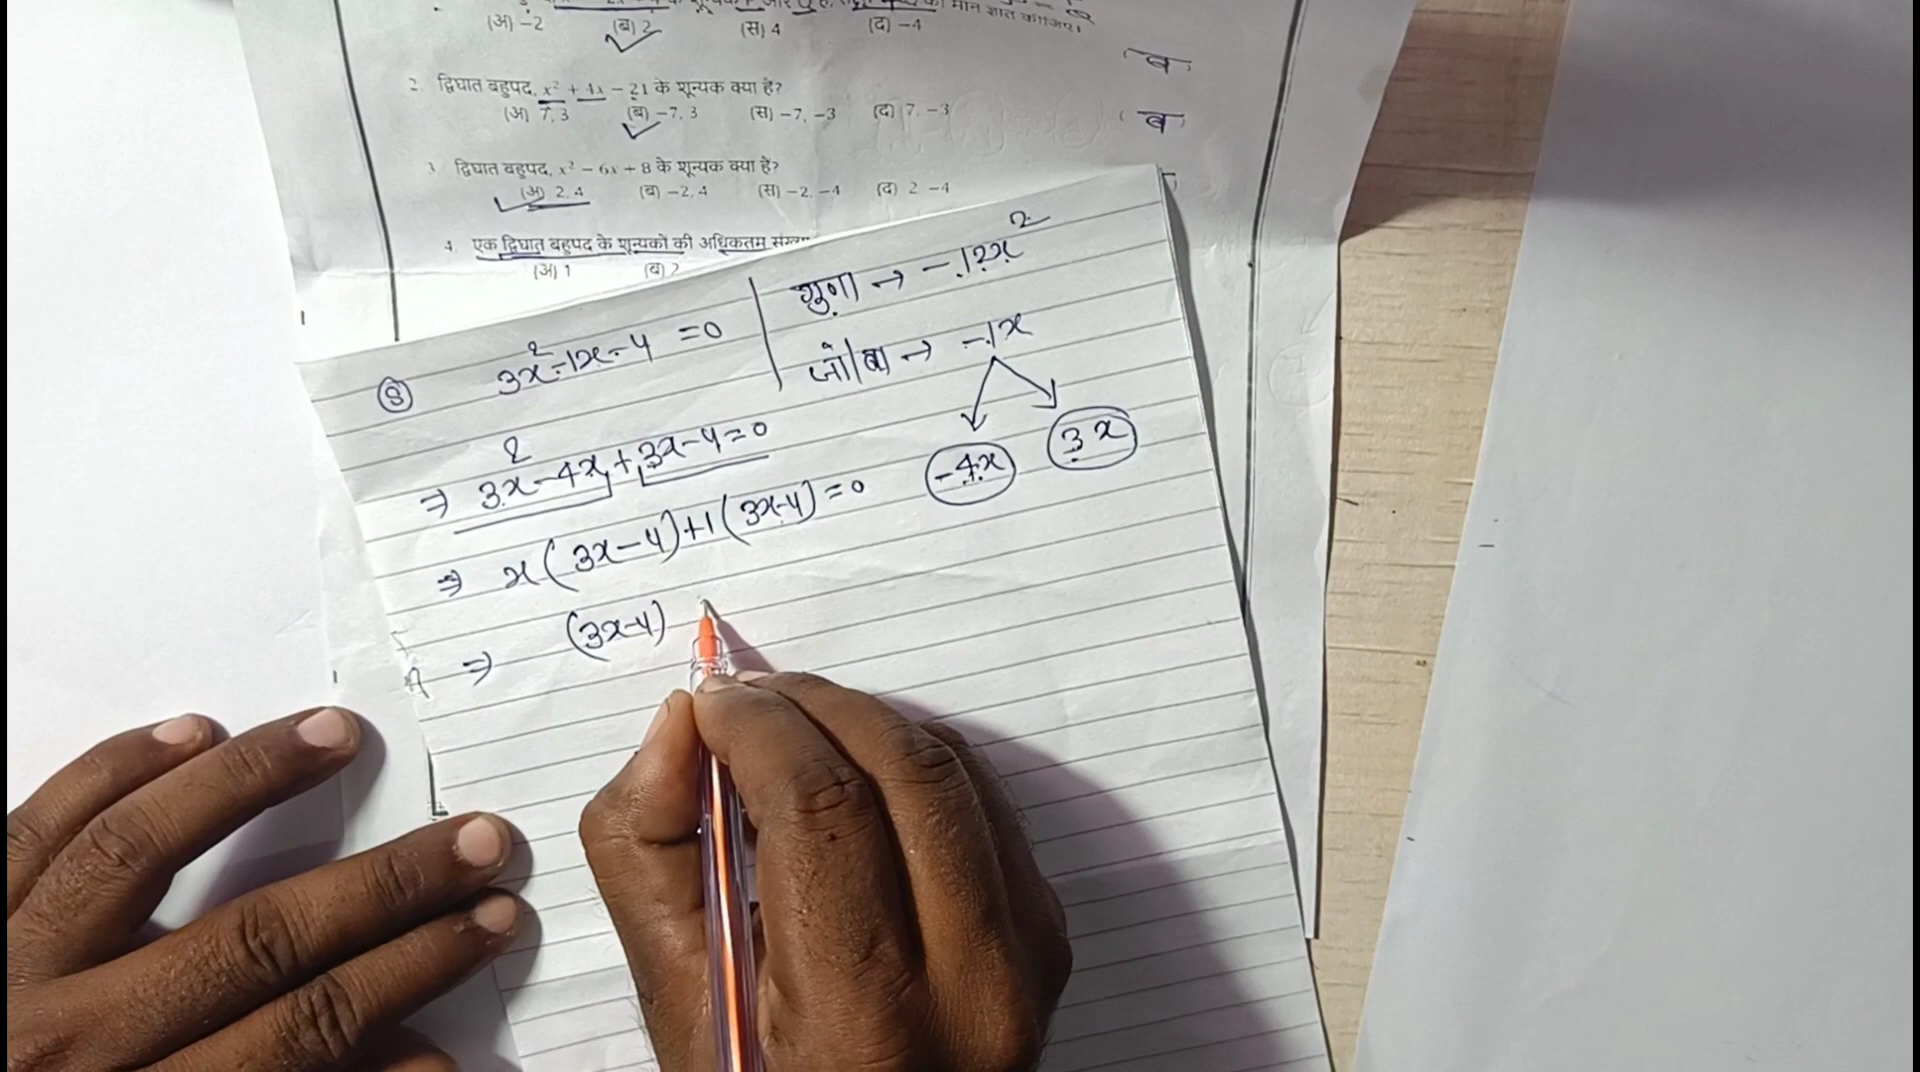 (अ) -2 (ब) 2 (स) 4 (द) -4
2 द्विघात बहुपद, x² + 4x - 21 के शून्यक क्या है?
(अ) 7, 3 (ब) -7, 3 (स) -7, -3 (द) 7, -3
(ब)
(ब)
3 द्विघात बहुपद, x² - 6x + 8 के शून्यक क्या है?
(अ) 2, 4 (ब) -2, 4 (स) -2, -4 (द) 2 -4
4. एक द्विघात बहुपद के शून्यकों की अधिकतम
(अ) 1 (ब) 2
3x² - 1x - 4 = 0
गुणा → -12x²
जो/बा → -1x
-4x 3x
⇒ 3x² - 4x + 3x - 4 = 0
⇒ x(3x - 4) + 1(3x - 4) = 0
⇒ (3x - 4)